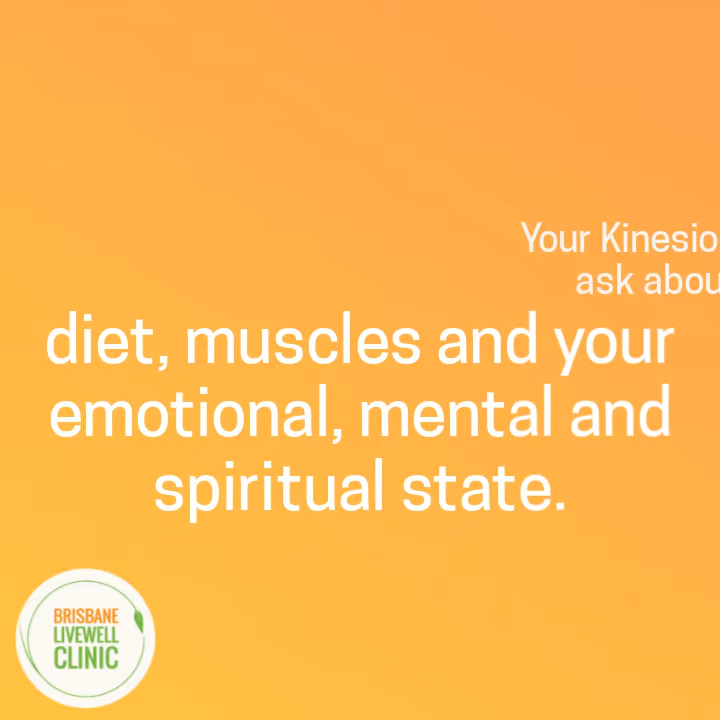 Your Kinesio
ask abou
diet, muscles and your
emotional, mental and
spiritual state.
BRISBANE
LIVEWELL
CLINIC